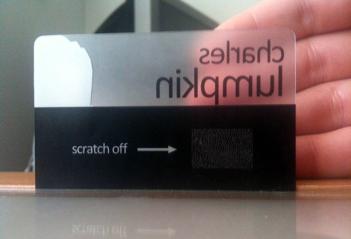 charles
lumpkin
scratch off